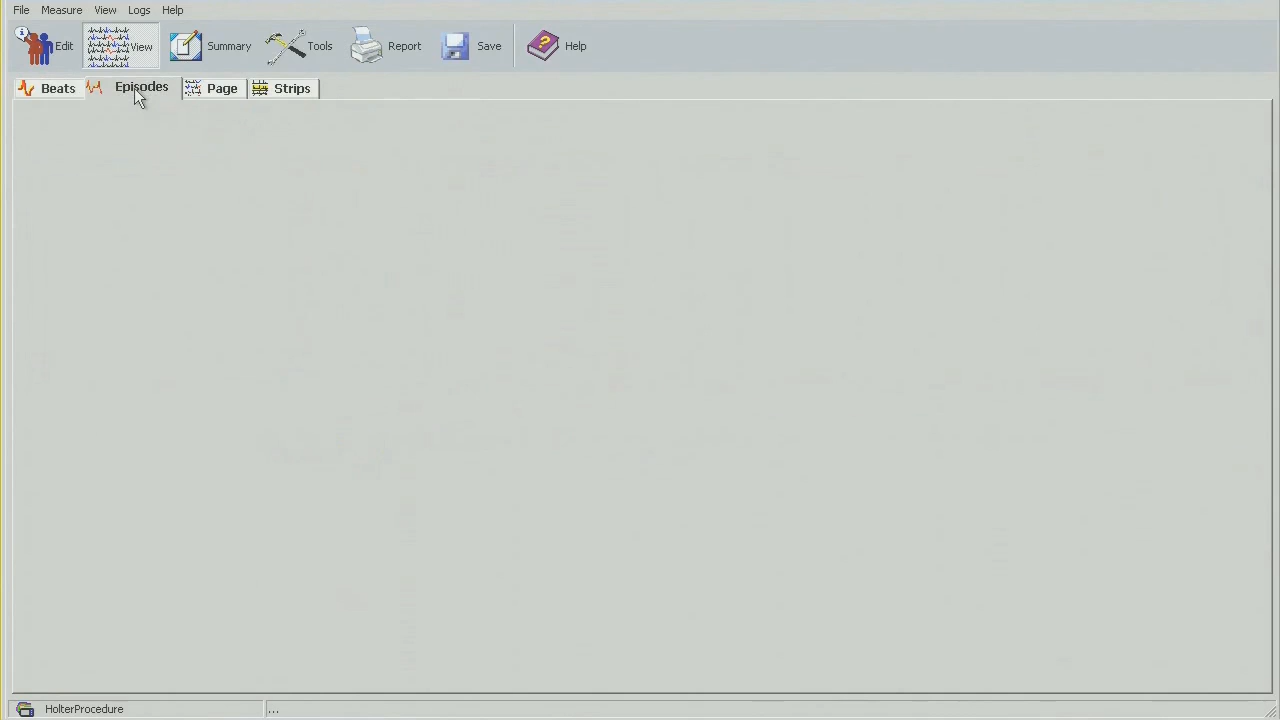 File Measure View Logs Help
Edit View Summary Tools Report Save Help
Beats Episodes Page Strips
HolterProcedure ...